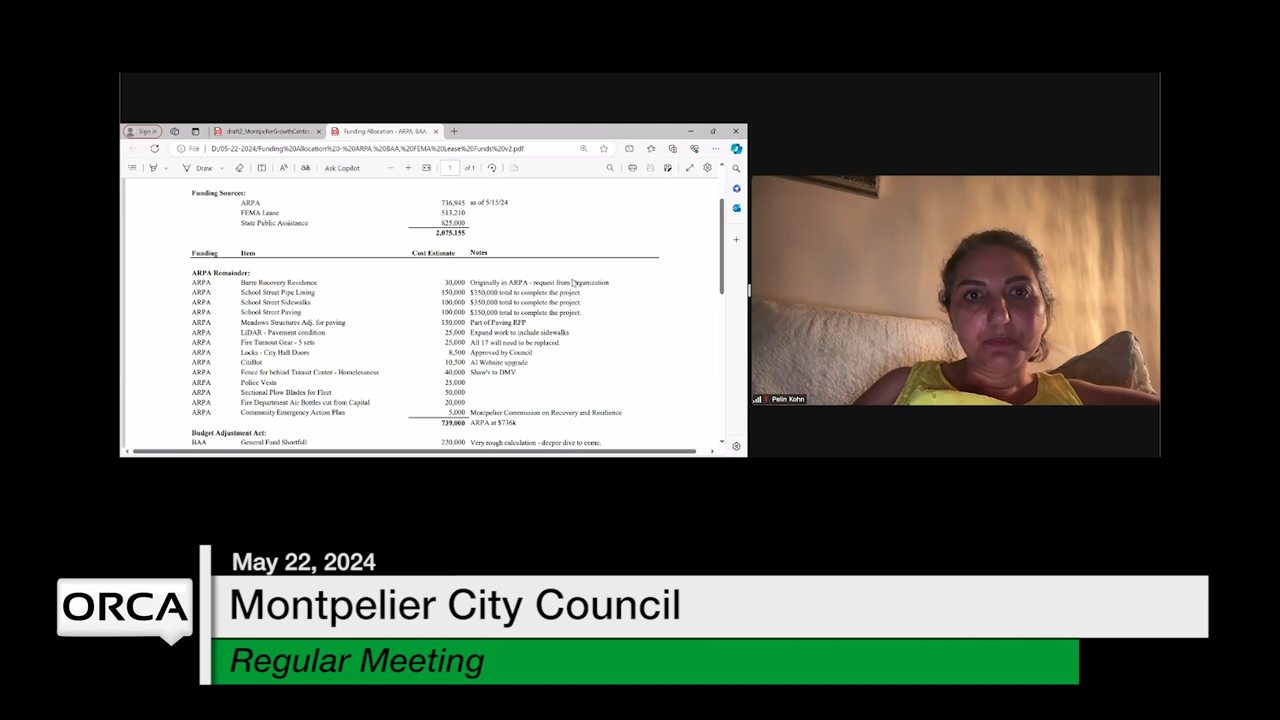 Sign in
draft2_MontpelierGrowthCenter.
Funding Allocation - ARPA, BAA,
File
D:/05-22-2024/Funding%20Allocation%20-%20ARPA,%20BAA,%20FEMA%20Lease%20Funds%20v2.pdf
Draw
Ask Copilot
1 of 1
Funding Sources:
ARPA 736,945 as of 5/15/24
FEMA Lease 513,210
State Public Assistance 825,000
2,075,155
Funding Item Cost Estimate Notes
ARPA Remainder:
ARPA Barre Recovery Residence 30,000 Originally in ARPA - request from organization
ARPA School Street Pipe Lining 150,000 $350,000 total to complete the project.
ARPA School Street Sidewalks 100,000 $350,000 total to complete the project.
ARPA School Street Paving 100,000 $350,000 total to complete the project.
ARPA Meadows Structures Adj. for paving 150,000 Part of Paving RFP
ARPA LiDAR - Pavement condition 25,000 Expand work to include sidewalks
ARPA Fire Turnout Gear - 5 sets 25,000 All 17 will need to be replaced.
ARPA Locks - City Hall Doors 8,500 Approved by Council
ARPA CitiBot 10,500 AI Website upgrade
ARPA Fence for behind Transit Center - Homelessness 40,000 Shaw's to DMV
ARPA Police Vests 25,000
ARPA Sectional Plow Blades for Fleet 50,000
ARPA Fire Department Air Bottles cut from Capital 20,000
ARPA Community Emergency Action Plan 5,000 Montpelier Commission on Recovery and Resilience
739,000 ARPA at $736k
Budget Adjustment Act:
BAA General Fund Shortfall 220,000 Very rough calculation - deeper dive to come.
Pelin Kohn
May 22, 2024
ORCA
Montpelier City Council
Regular Meeting